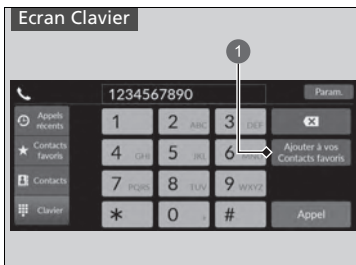 Ecran Clavier
1
1234567890
Param.
Appels
récents
Contacts
favoris
Contacts
Clavier
1
2 ABC
3 DEF
4 GHI
5 JKL
6 MNO
7 PQRS
8 TUV
9 WXYZ
*
0
#
Ajouter à vos
Contacts favoris
Appel